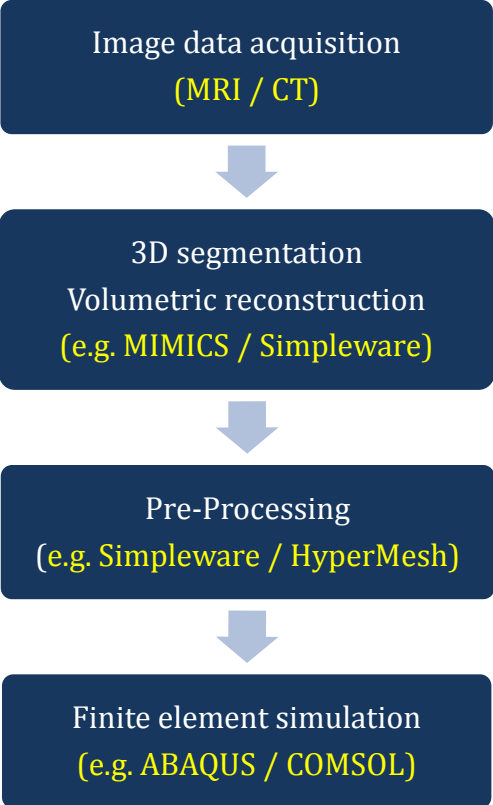 Image data acquisition
(MRI / CT)
3D segmentation
Volumetric reconstruction
(e.g. MIMICS / Simpleware)
Pre-Processing
(e.g. Simpleware / HyperMesh)
Finite element simulation
(e.g. ABAQUS / COMSOL)